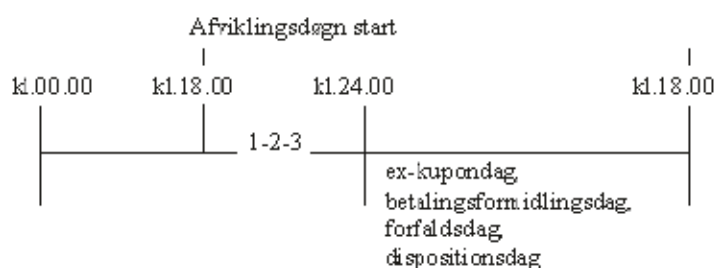 Afviklingsdøgn start
kl.00.00 kl.18.00 kl.24.00 kl.18.00
1-2-3
ex-kupondag,
betalingsformidlingsdag,
forfaldsdag,
dispositionsdag